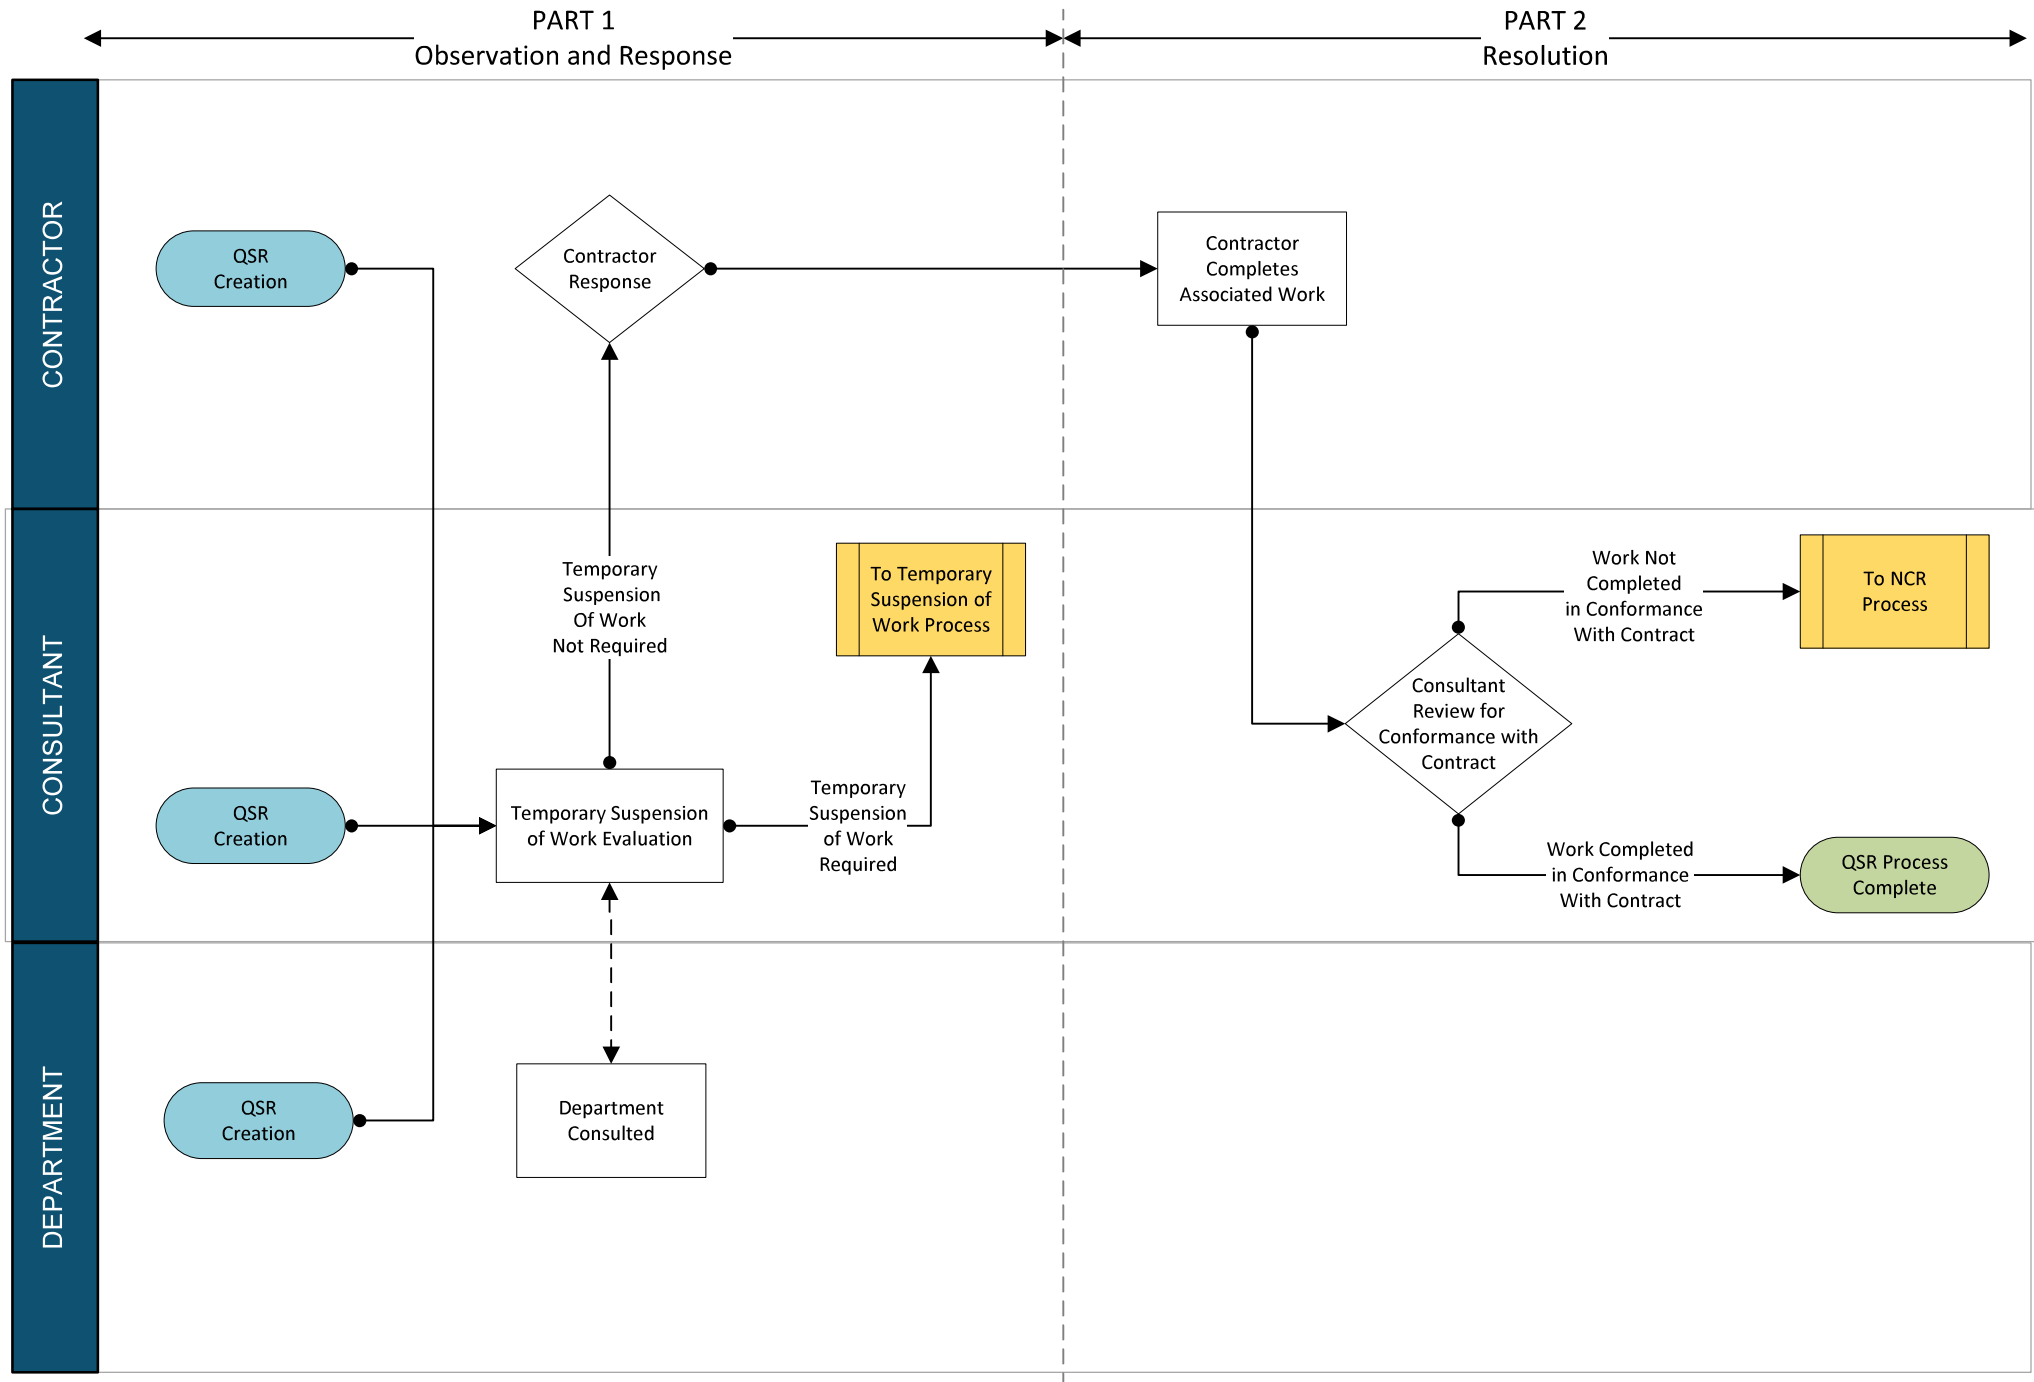 PART 1
Observation and Response
PART 2
Resolution
CONTRACTOR
QSR
Creation
Contractor
Response
Contractor
Completes
Associated Work
CONSULTANT
Temporary
Suspension
Of Work
Not Required
To Temporary
Suspension of
Work Process
Work Not
Completed
in Conformance
With Contract
To NCR
Process
Consultant
Review for
Conformance with
Contract
QSR
Creation
Temporary Suspension
of Work Evaluation
Temporary
Suspension
of Work
Required
Work Completed
in Conformance
With Contract
QSR Process
Complete
DEPARTMENT
QSR
Creation
Department
Consulted